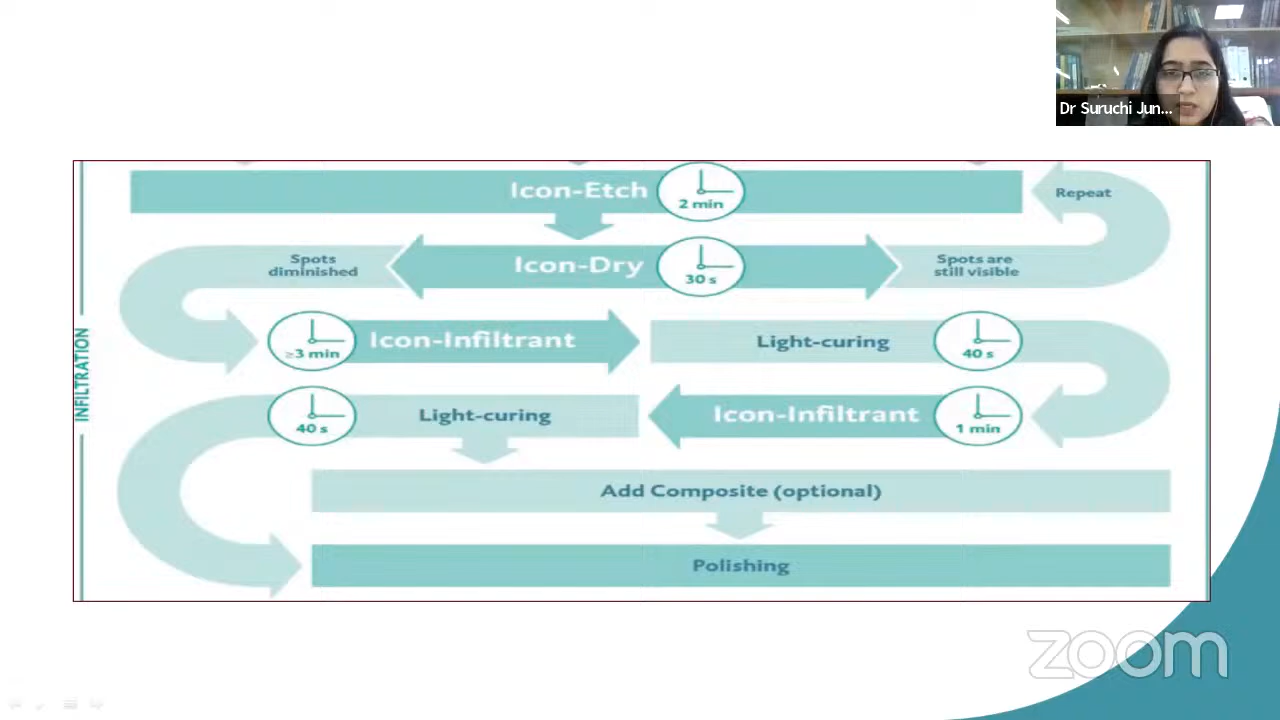 Dr Suruchi Jun...
Icon-Etch
2 min
Repeat
Spots
diminished
Icon-Dry
30 s
Spots are
still visible
≥3 min
Icon-Infiltrant
Light-curing
40 s
INFILTRATION
40 s
Light-curing
Icon-Infiltrant
1 min
Add Composite (optional)
Polishing
zoom